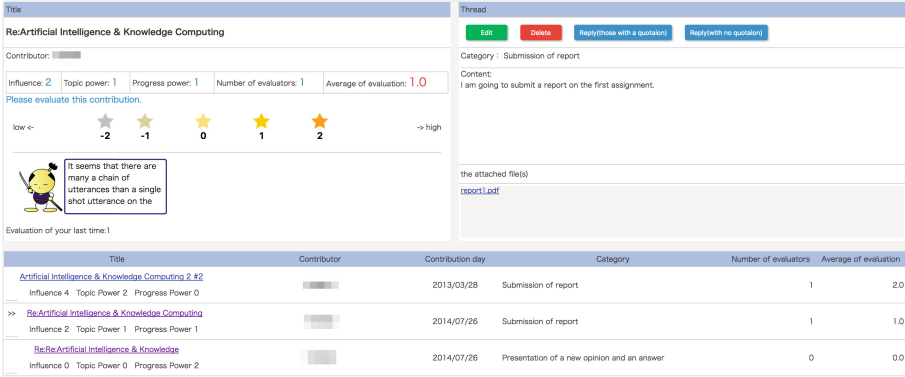 Title
Re:Artificial Intelligence & Knowledge Computing
Contributor:
Influence: 2 Topic power: 1 Progress power: 1 Number of evaluators: 1 Average of evaluation: 1.0
Please evaluate this contribution.
low <- -> high
-2 -1 0 1 2
It seems that there are
many a chain of
utterances than a single
shot utterance on the
Evaluation of your last time:1
Thread
Edit Delete Reply(those with a quotaion) Reply(with no quotaion)
Category : Submission of report
Content:
I am going to submit a report on the first assignment.
the attached file(s)
report1.pdf
Title Contributor Contribution day Category Number of evaluators Average of evaluation
Artificial Intelligence & Knowledge Computing 2 #2
Influence 4 Topic Power 2 Progress Power 0
2013/03/28 Submission of report 1 2.0
>> Re:Artificial Intelligence & Knowledge Computing
Influence 2 Topic Power 1 Progress Power 1
2014/07/26 Submission of report 1 1.0
Re:Re:Artificial Intelligence & Knowledge
Influence 0 Topic Power 0 Progress Power 2
2014/07/26 Presentation of a new opinion and an answer 0 0.0